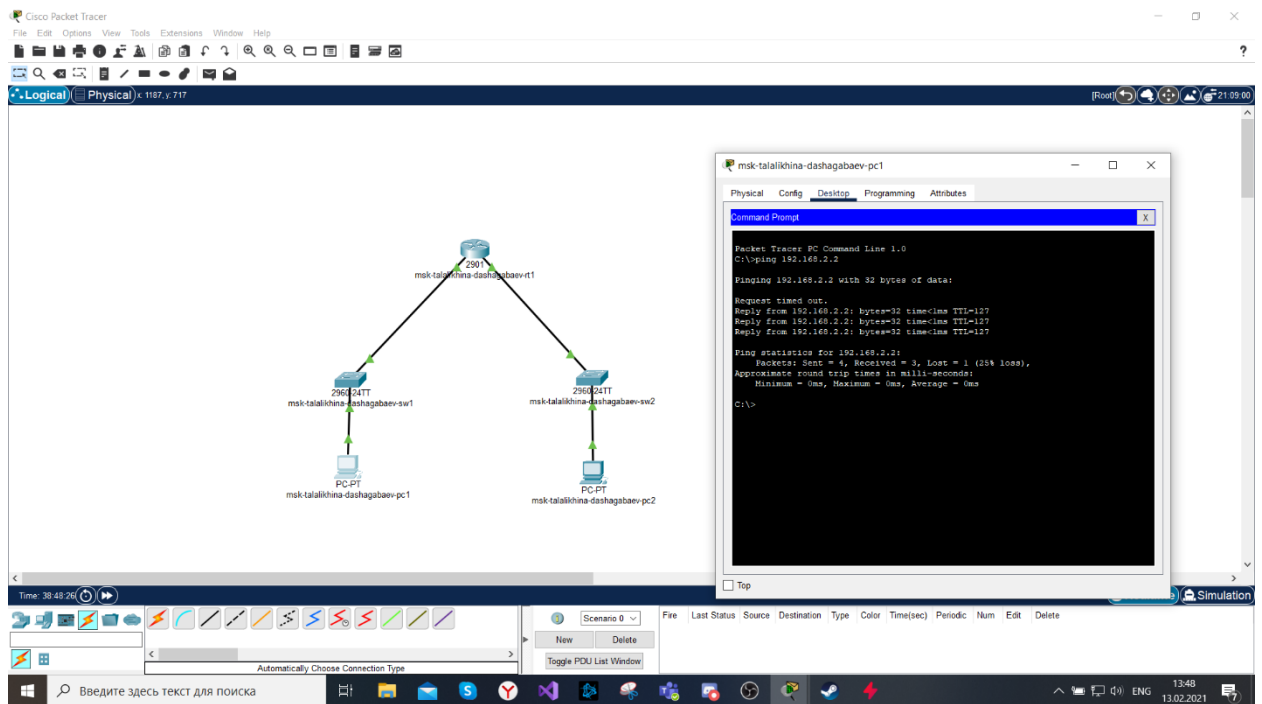 Cisco Packet Tracer
File Edit Options View Tools Extensions Window Help
?
Logical Physical x: 1187, y: 717
[Root] 21:09:00
msk-talalikhina-dashagabaev-pc1
Physical Config Desktop Programming Attributes
Command Prompt
X
Packet Tracer PC Command Line 1.0
C:\>ping 192.168.2.2
Pinging 192.168.2.2 with 32 bytes of data:
Request timed out.
Reply from 192.168.2.2: bytes=32 time<1ms TTL=127
Reply from 192.168.2.2: bytes=32 time<1ms TTL=127
Reply from 192.168.2.2: bytes=32 time<1ms TTL=127
Ping statistics for 192.168.2.2:
Packets: Sent = 4, Received = 3, Lost = 1 (25% loss),
Approximate round trip times in milli-seconds:
Minimum = 0ms, Maximum = 0ms, Average = 0ms
C:\>
Top
2901
msk-talalikhina-dashagabaev-rt1
2960-24TT
msk-talalikhina-dashagabaev-sw1
2960-24TT
msk-talalikhina-dashagabaev-sw2
PC-PT
msk-talalikhina-dashagabaev-pc1
PC-PT
msk-talalikhina-dashagabaev-pc2
Time: 38:48:26
Simulation
Scenario 0
New Delete
Toggle PDU List Window
Fire Last Status Source Destination Type Color Time(sec) Periodic Num Edit Delete
Automatically Choose Connection Type
Введите здесь текст для поиска
ENG
13:48
13.02.2021
7